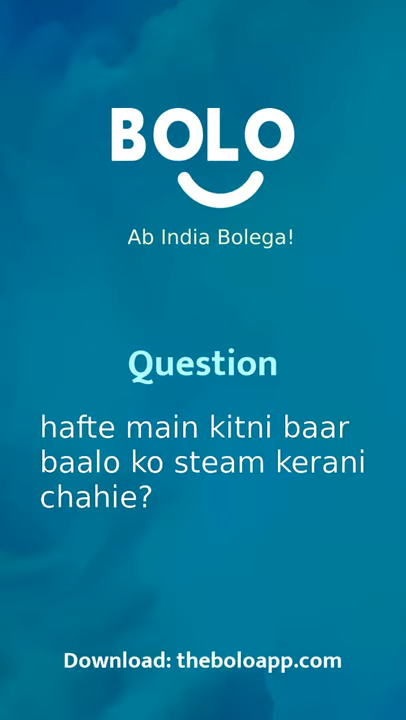 BOLO
Ab India Bolega!
Question
hafte main kitni baar
baalo ko steam kerani
chahie?
Download: theboloapp.com